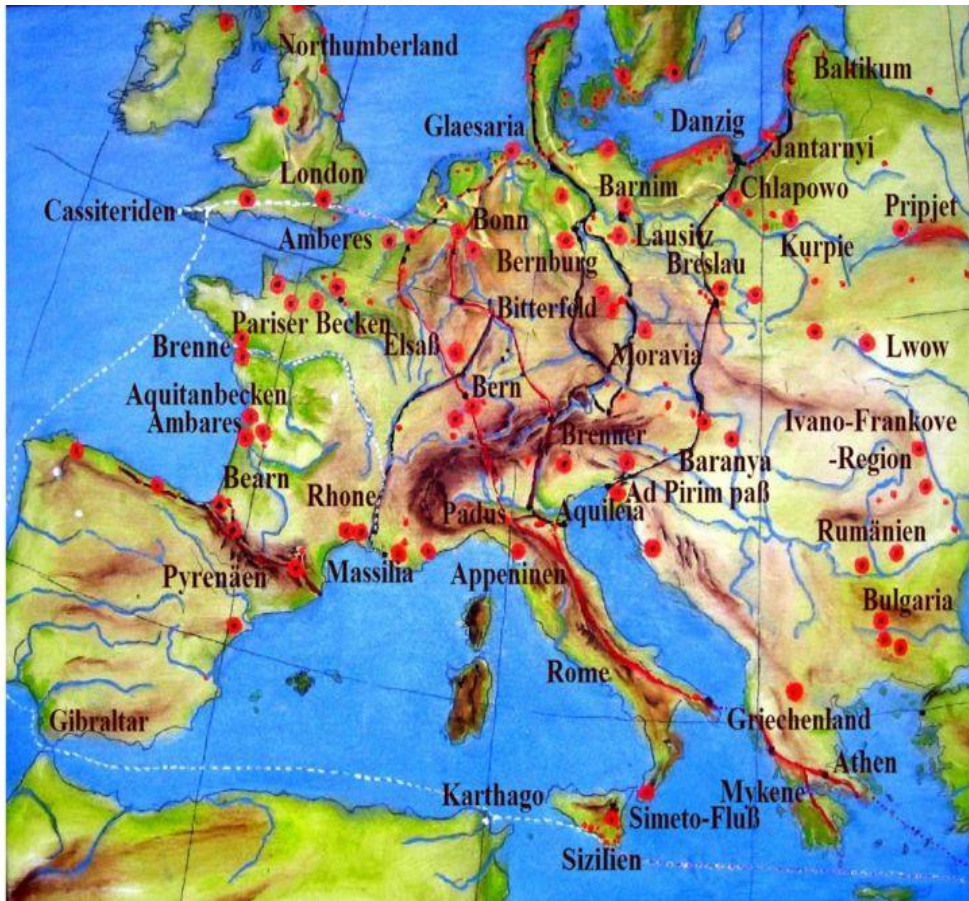 Northumberland
Baltikum
Glaesaria
Danzig
Jantarnyi
London
Barnim
Chlapowo
Cassiteriden
Bonn
Pripjet
Amberes
Lausitz
Kurpie
Bernburg
Breslau
Bitterfeld
Pariser Becken
Brenne
Elsaß
Moravia
Lwow
Aquitanbecken
Bern
Ambares
Brenner
Ivano-Frankove
-Region
Baranya
Bearn
Rhone
Ad Pirim paß
Padus
Aquileia
Rumänien
Pyrenäen
Massilia
Appeninen
Bulgaria
Rome
Gibraltar
Griechenland
Athen
Karthago
Mykene
Simeto-Fluß
Sizilien